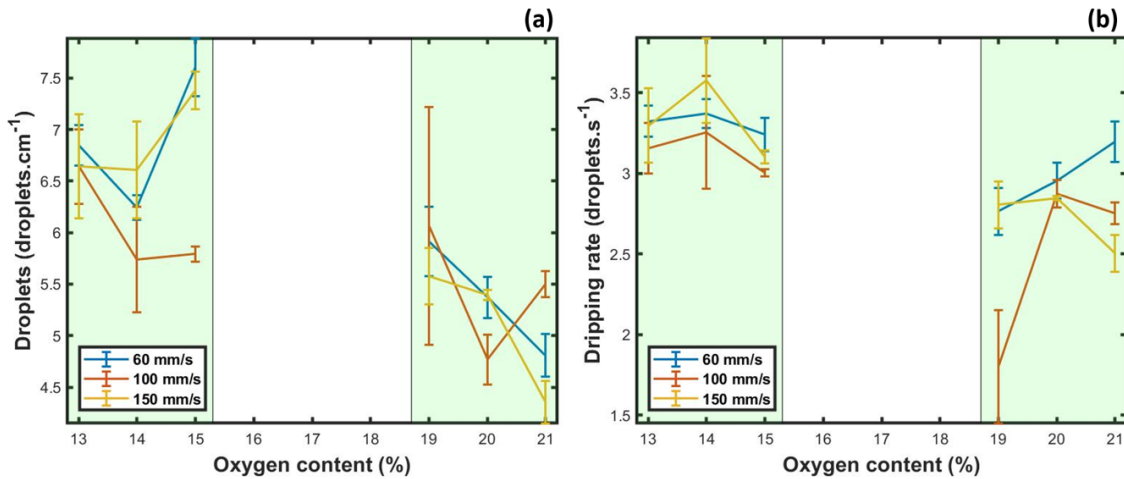 (a)
Droplets (droplets.cm⁻¹)
7.5
7
6.5
6
5.5
5
4.5
60 mm/s
100 mm/s
150 mm/s
13 14 15 16 17 18 19 20 21
Oxygen content (%)
(b)
Dripping rate (droplets.s⁻¹)
3.5
3
2.5
2
1.5
60 mm/s
100 mm/s
150 mm/s
13 14 15 16 17 18 19 20 21
Oxygen content (%)